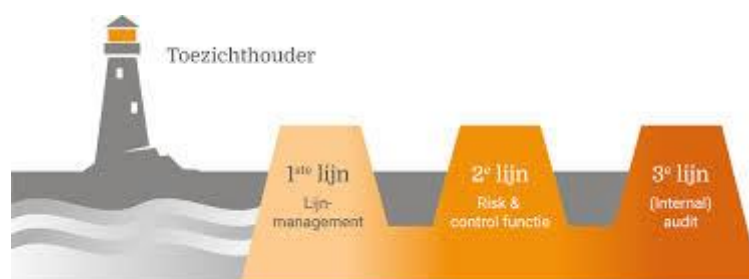 Toezichthouder
1ste lijn
Lijn-
management
2e lijn
Risk &
control functie
3e lijn
(Internal)
audit